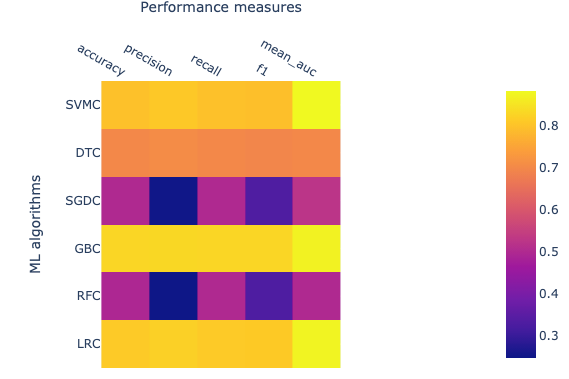 Performance measures
accuracy
precision
recall
f1
mean_auc
SVMC
DTC
SGDC
GBC
RFC
LRC
ML algorithms
0.8
0.7
0.6
0.5
0.4
0.3